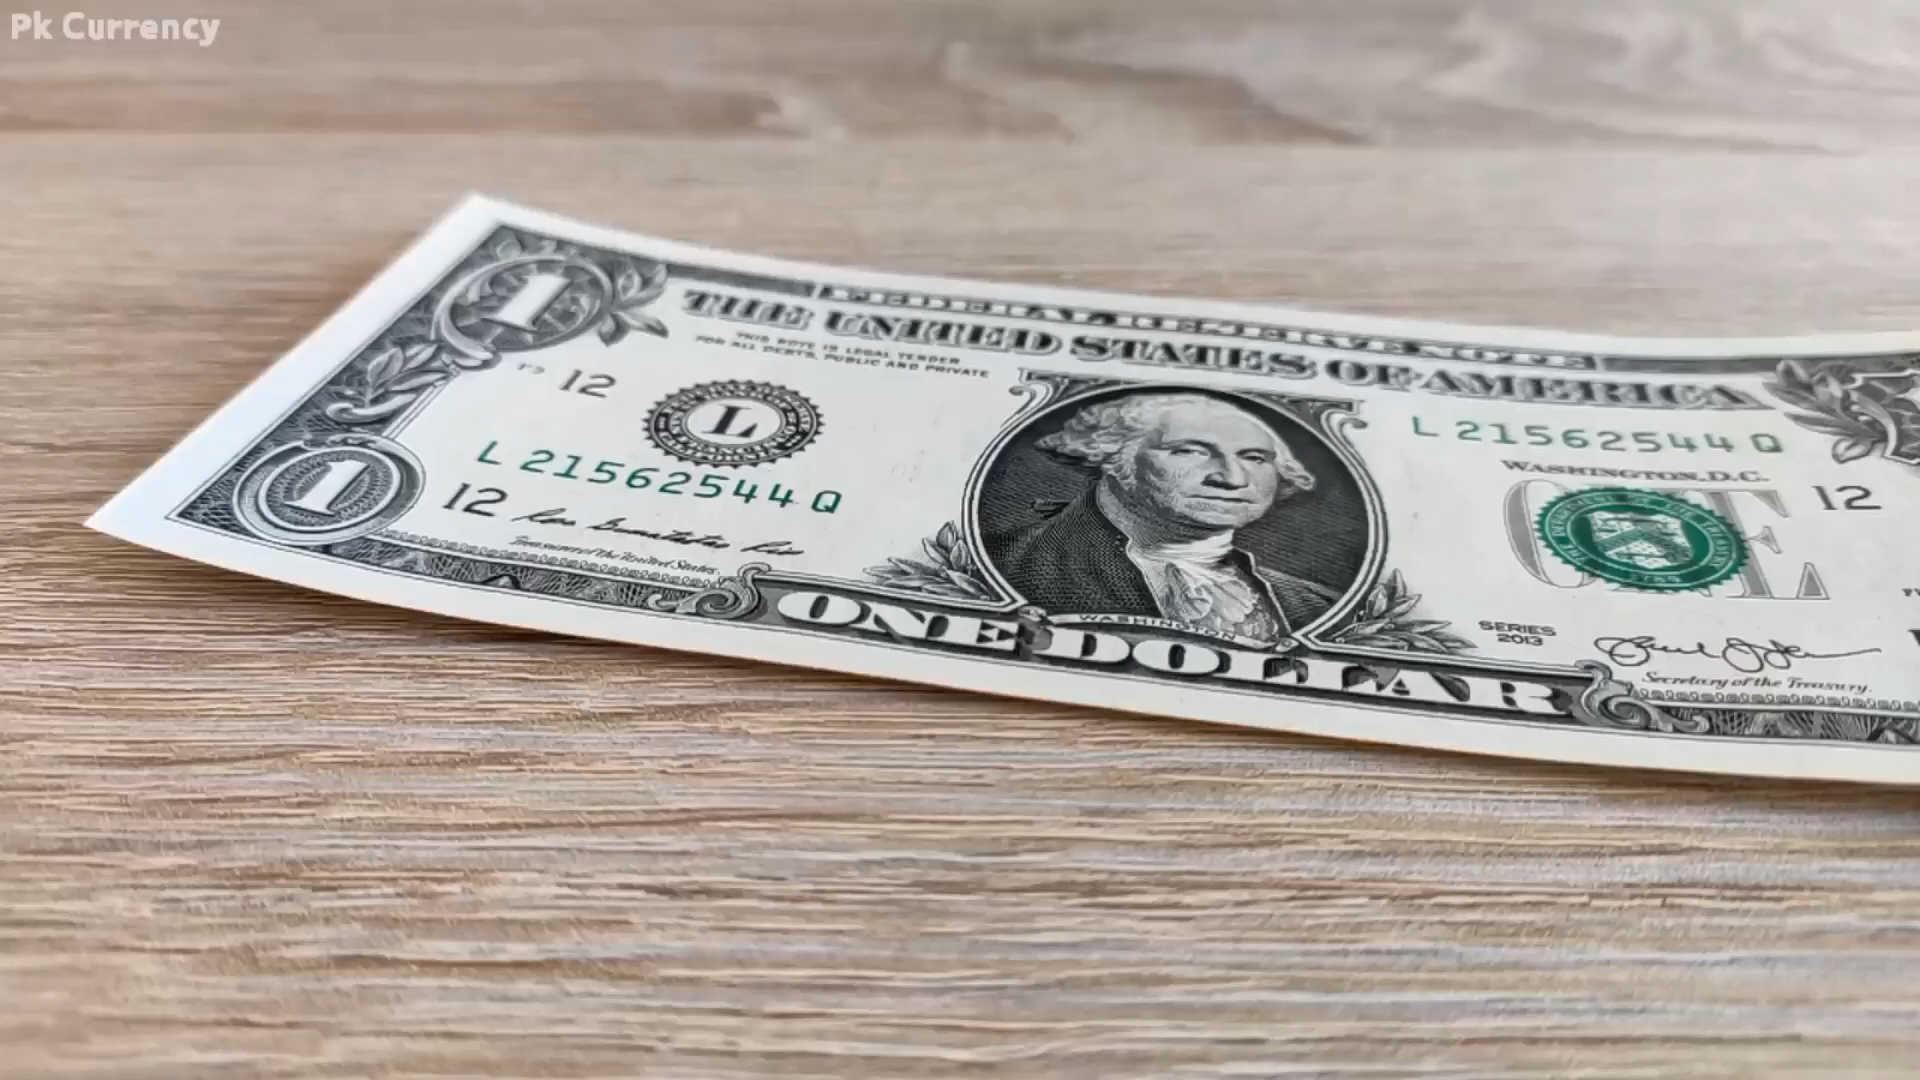 Pk Currency
FEDERAL RESERVE NOTE
THE UNITED STATES OF AMERICA
THIS NOTE IS LEGAL TENDER
FOR ALL DEBTS, PUBLIC AND PRIVATE
1
12
L
L 21562544 Q
L 21562544 Q
WASHINGTON, D.C.
12
ONE
1
12
Treasurer of the United States.
WASHINGTON
SERIES
2013
Secretary of the Treasury.
ONE DOLLAR